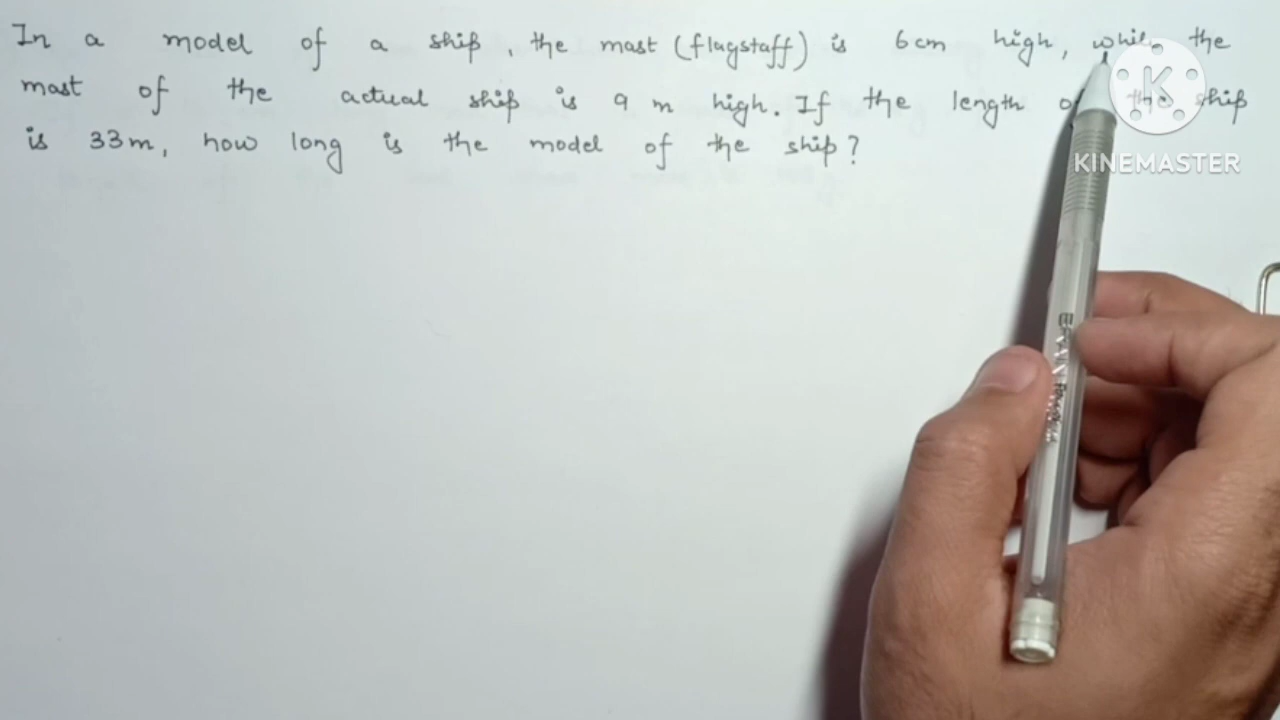 In a model of a ship, the mast (flagstaff) is 6 cm high, while the
mast of the actual ship is 9 m high. If the length of the ship
is 33m, how long is the model of the ship?
K
KINEMASTER